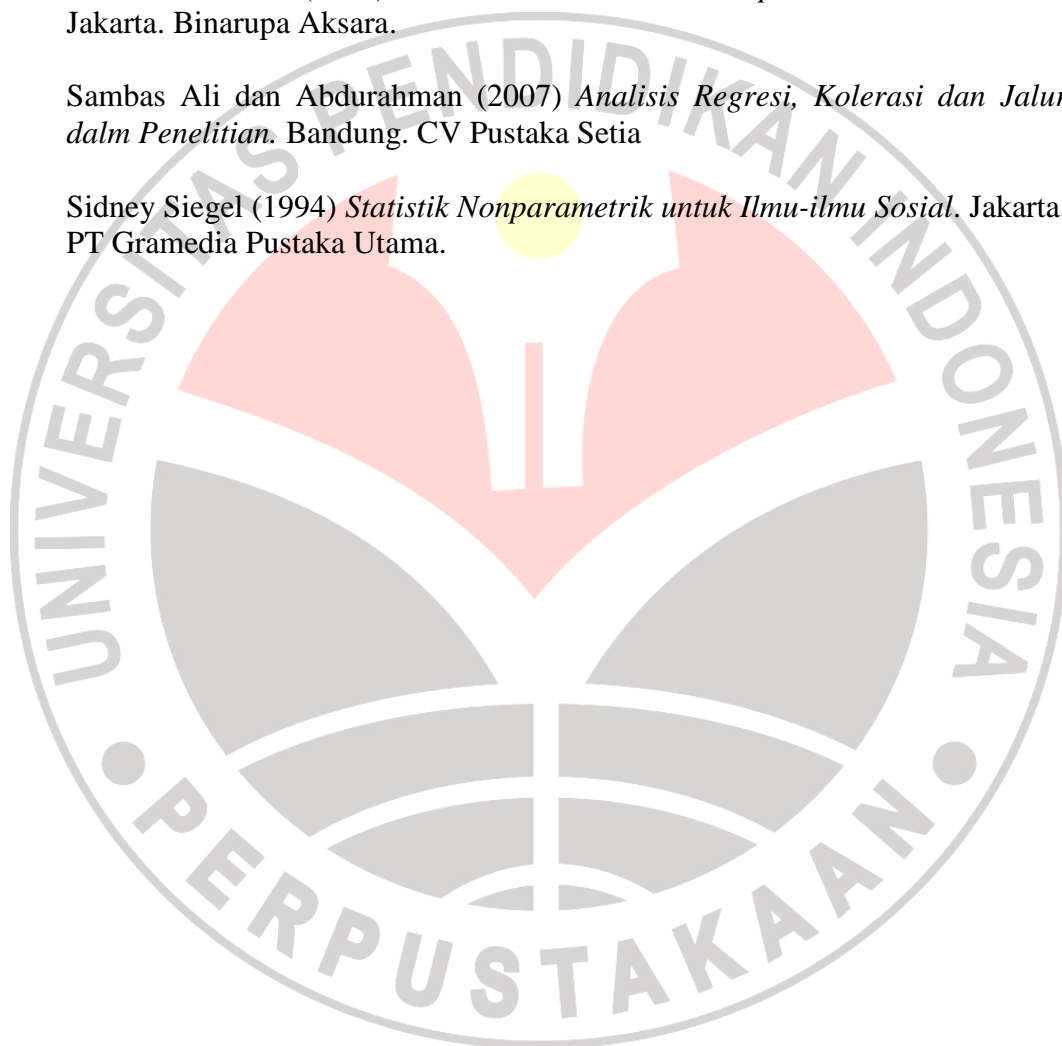 Jakarta. Binarupa Aksara.
Sambas Ali dan Abdurahman (2007) Analisis Regresi, Kolerasi dan Jalur
dalm Penelitian. Bandung. CV Pustaka Setia
Sidney Siegel (1994) Statistik Nonparametrik untuk Ilmu-ilmu Sosial. Jakarta
PT Gramedia Pustaka Utama.
UNIVERSITAS PENDIDIKAN INDONESIA
PERPUSTAKAAN